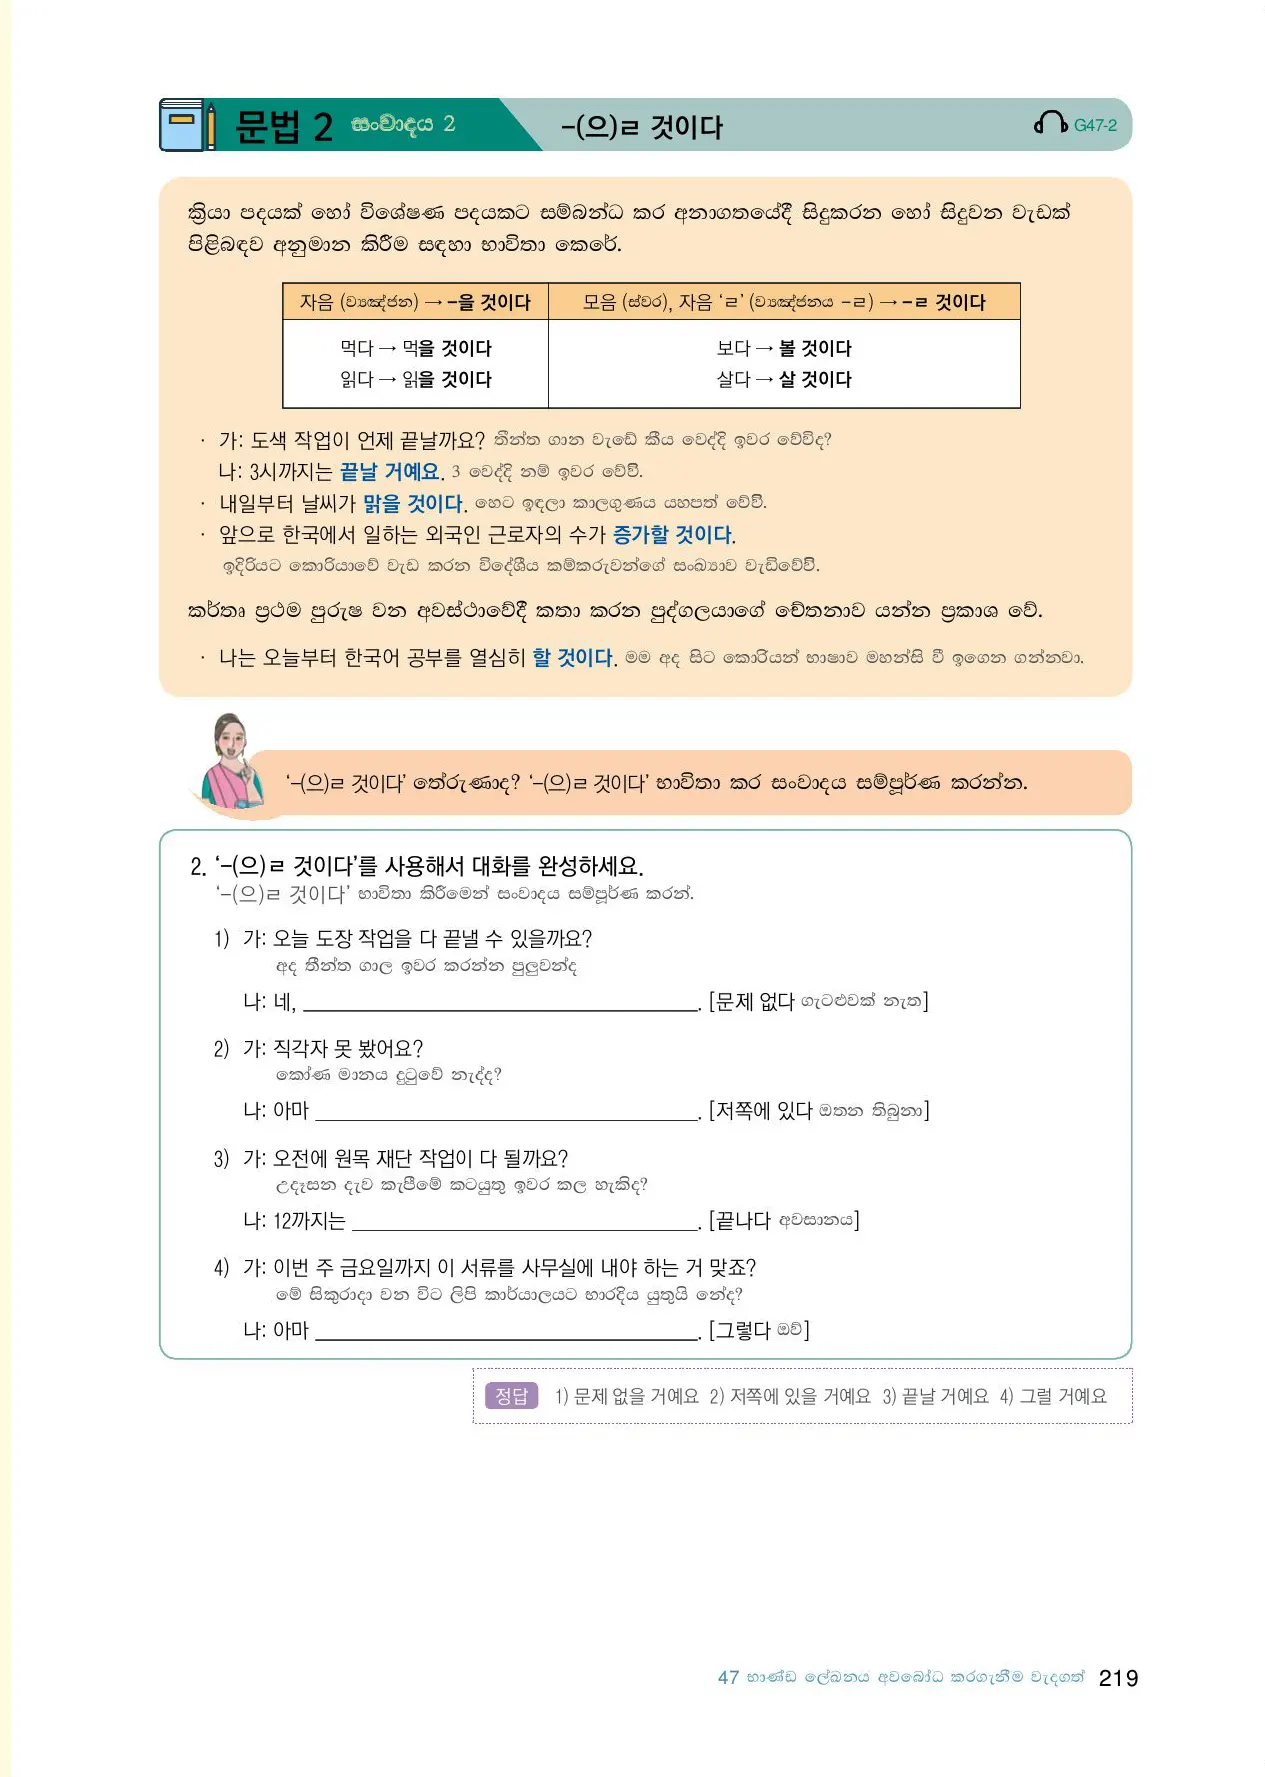 문법 2 සංවාදය 2 -(으)ㄹ 것이다 G47-2
ක්‍රියා පදයක් හෝ විශේෂණ පදයකට සම්බන්ධ කර අනාගතයේදී සිදුකරන හෝ සිදුවන වැඩක්
පිළිබඳව අනුමාන කිරීම සඳහා භාවිතා කෙරේ.
자음 (ව්‍යඤ්ජන) → -을 것이다 모음 (ස්වර), 자음 ‘ㄹ’ (ව්‍යඤ්ජනය -ㄹ) → -ㄹ 것이다
먹다 → 먹을 것이다 보다 → 볼 것이다
읽다 → 읽을 것이다 살다 → 살 것이다
· 가: 도색 작업이 언제 끝날까요? තීන්ත ගාන වැඩේ කීය වෙද්දි ඉවර වේවිද?
나: 3시까지는 끝날 거예요. 3 වෙද්දි නම් ඉවර වේවි.
· 내일부터 날씨가 맑을 것이다. හෙට ඉඳලා කාලගුණය යහපත් වේවි.
· 앞으로 한국에서 일하는 외국인 근로자의 수가 증가할 것이다.
ඉදිරියට කොරියාවේ වැඩ කරන විදේශීය කම්කරුවන්ගේ සංඛ්‍යාව වැඩිවේවි.
කර්තෘ ප්‍රථම පුරුෂ වන අවස්ථාවේදී කතා කරන පුද්ගලයාගේ චේතනාව යන්න ප්‍රකාශ වේ.
· 나는 오늘부터 한국어 공부를 열심히 할 것이다. මම අද සිට කොරියන් භාෂාව මහන්සි වී ඉගෙන ගන්නවා.
‘-(으)ㄹ 것이다’ තේරුණාද? ‘-(으)ㄹ 것이다’ භාවිතා කර සංවාදය සම්පූර්ණ කරන්න.
2. ‘-(으)ㄹ 것이다’를 사용해서 대화를 완성하세요.
‘-(으)ㄹ 것이다’ භාවිතා කිරීමෙන් සංවාදය සම්පූර්ණ කරන්.
1) 가: 오늘 도장 작업을 다 끝낼 수 있을까요?
අද තීන්ත ගාල ඉවර කරන්න පුලුවන්ද
나: 네, ________. [문제 없다 ගැටළුවක් නැත]
2) 가: 직각자 못 봤어요?
කෝණ මානය දුටුවේ නැද්ද?
나: 아마 ________. [저쪽에 있다 ඔතන තිබුනා]
3) 가: 오전에 원목 재단 작업이 다 될까요?
උදෑසන දැව කැපීමේ කටයුතු ඉවර කල හැකිද?
나: 12까지는 ________. [끝나다 අවසානය]
4) 가: 이번 주 금요일까지 이 서류를 사무실에 내야 하는 거 맞죠?
මේ සිකුරාදා වන විට ලිපි කාර්යාලයට භාරදිය යුතුයි නේද?
나: 아마 ________. [그렇다 ඔව්]
정답 1) 문제 없을 거예요 2) 저쪽에 있을 거예요 3) 끝날 거예요 4) 그럴 거예요
47 භාණ්ඩ ලේඛනය අවබෝධ කරගැනීම වැදගත් 219